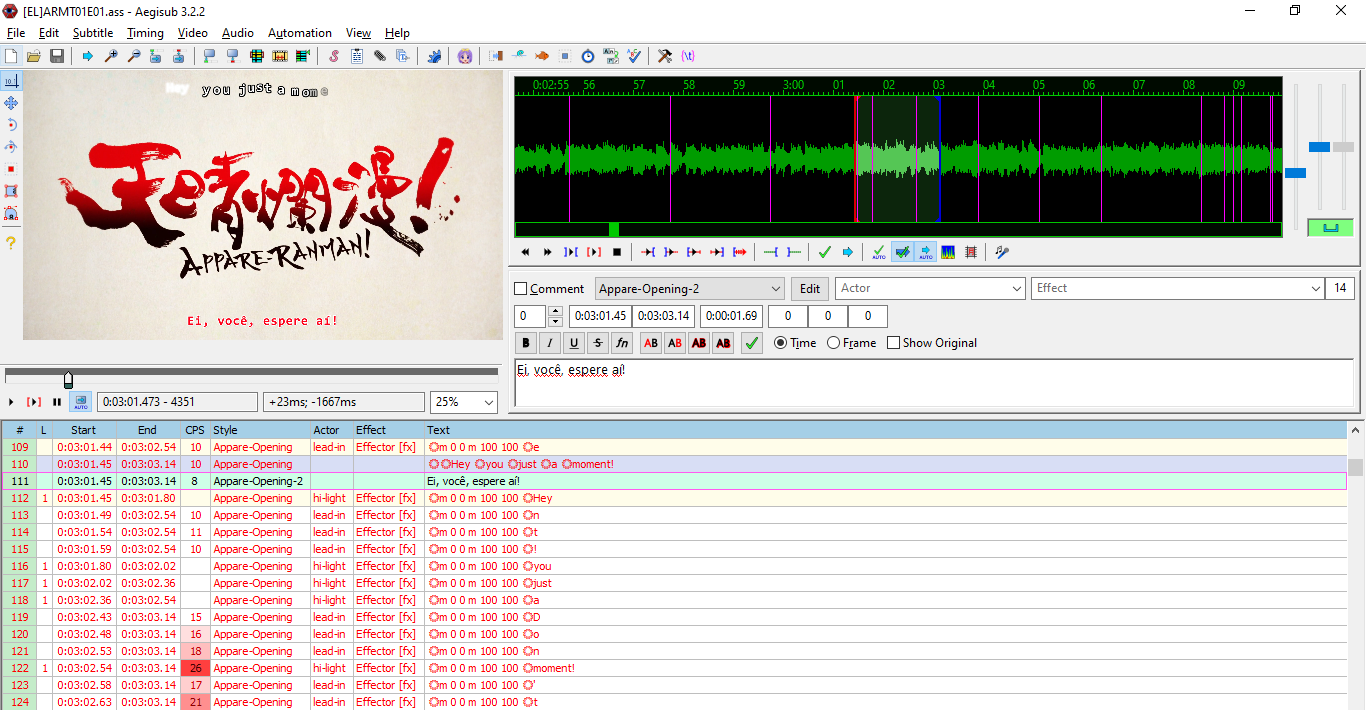 [EL]ARMT01E01.ass - Aegisub 3.2.2
File Edit Subtitle Timing Video Audio Automation View Help
Hey you just a mome
天晴爛漫!
APPARE-RANMAN!
Ei, você, espere aí!
0:02:55 56 57 58 59 3:00 01 02 03 04 05 06 07 08 09
AUTO AUTO
Comment Appare-Opening-2 Edit Actor Effect 14
0 0:03:01.45 0:03:03.14 0:00:01.69 0 0 0
B I U S fn AB AB AB AB Time Frame Show Original
Ei, você, espere aí!
AUTO 0:03:01.473 - 4351 +23ms; -1667ms 25%
# L Start End CPS Style Actor Effect Text
109 0:03:01.44 0:03:02.54 10 Appare-Opening lead-in Effector [fx] ۞m 0 0 m 100 100 ۞e
110 0:03:01.45 0:03:03.14 10 Appare-Opening ۞۞Hey ۞you ۞just ۞a ۞moment!
111 0:03:01.45 0:03:03.14 8 Appare-Opening-2 Ei, você, espere aí!
112 1 0:03:01.45 0:03:01.80 Appare-Opening hi-light Effector [fx] ۞m 0 0 m 100 100 ۞Hey
113 0:03:01.49 0:03:02.54 10 Appare-Opening lead-in Effector [fx] ۞m 0 0 m 100 100 ۞n
114 0:03:01.54 0:03:02.54 11 Appare-Opening lead-in Effector [fx] ۞m 0 0 m 100 100 ۞t
115 0:03:01.59 0:03:02.54 10 Appare-Opening lead-in Effector [fx] ۞m 0 0 m 100 100 ۞!
116 1 0:03:01.80 0:03:02.02 Appare-Opening hi-light Effector [fx] ۞m 0 0 m 100 100 ۞you
117 1 0:03:02.02 0:03:02.36 Appare-Opening hi-light Effector [fx] ۞m 0 0 m 100 100 ۞just
118 1 0:03:02.36 0:03:02.54 Appare-Opening hi-light Effector [fx] ۞m 0 0 m 100 100 ۞a
119 0:03:02.43 0:03:03.14 15 Appare-Opening lead-in Effector [fx] ۞m 0 0 m 100 100 ۞D
120 0:03:02.48 0:03:03.14 16 Appare-Opening lead-in Effector [fx] ۞m 0 0 m 100 100 ۞o
121 0:03:02.53 0:03:03.14 18 Appare-Opening lead-in Effector [fx] ۞m 0 0 m 100 100 ۞n
122 1 0:03:02.54 0:03:03.14 26 Appare-Opening hi-light Effector [fx] ۞m 0 0 m 100 100 ۞moment!
123 0:03:02.58 0:03:03.14 17 Appare-Opening lead-in Effector [fx] ۞m 0 0 m 100 100 ۞'
124 0:03:02.63 0:03:03.14 21 Appare-Opening lead-in Effector [fx] ۞m 0 0 m 100 100 ۞t